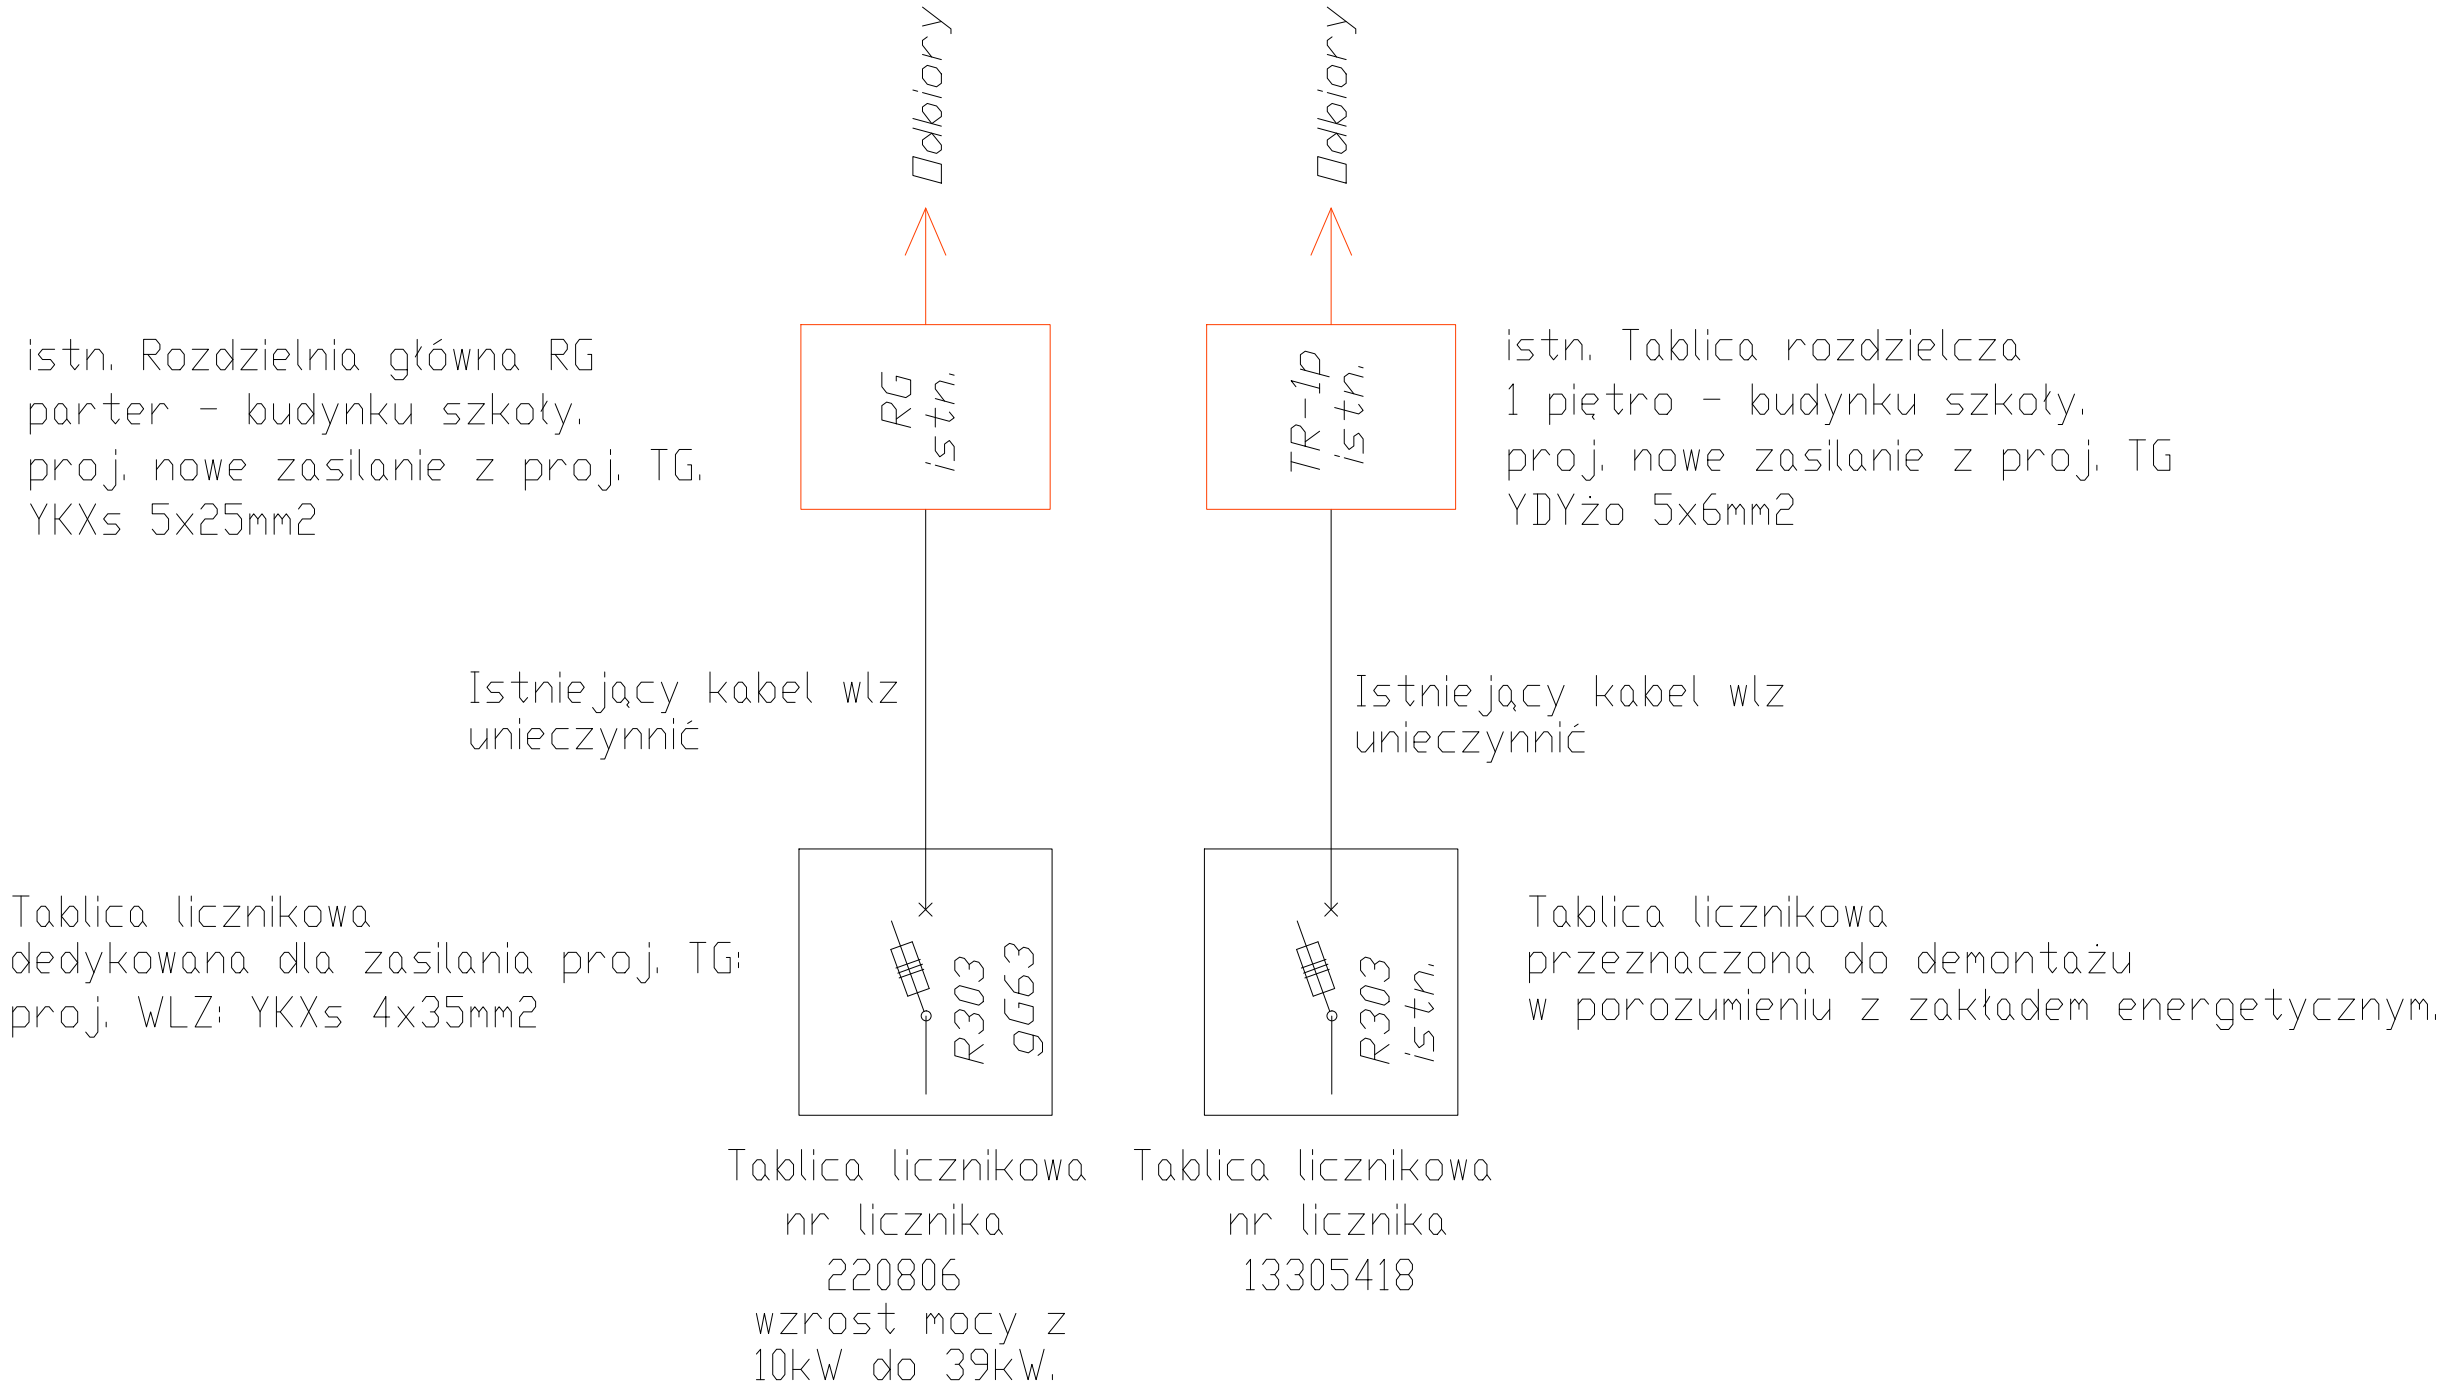 Odbiory
Odbiory
istn. Rozdzielnia główna RG
parter - budynku szkoły.
proj. nowe zasilanie z proj. TG.
YKXs 5x25mm2
RG
istn.
TR-1p
istn.
istn. Tablica rozdzielcza
1 piętro - budynku szkoły.
proj. nowe zasilanie z proj. TG
YDYżo 5x6mm2
Istniejący kabel wlz
unieczynnić
Istniejący kabel wlz
unieczynnić
Tablica licznikowa
dedykowana dla zasilania proj. TG:
proj. WLZ: YKXs 4x35mm2
R303
gG63
R303
istn.
Tablica licznikowa
przeznaczona do demontażu
w porozumieniu z zakładem energetycznym.
Tablica licznikowa
nr licznika
220806
wzrost mocy z
10kW do 39kW.
Tablica licznikowa
nr licznika
13305418